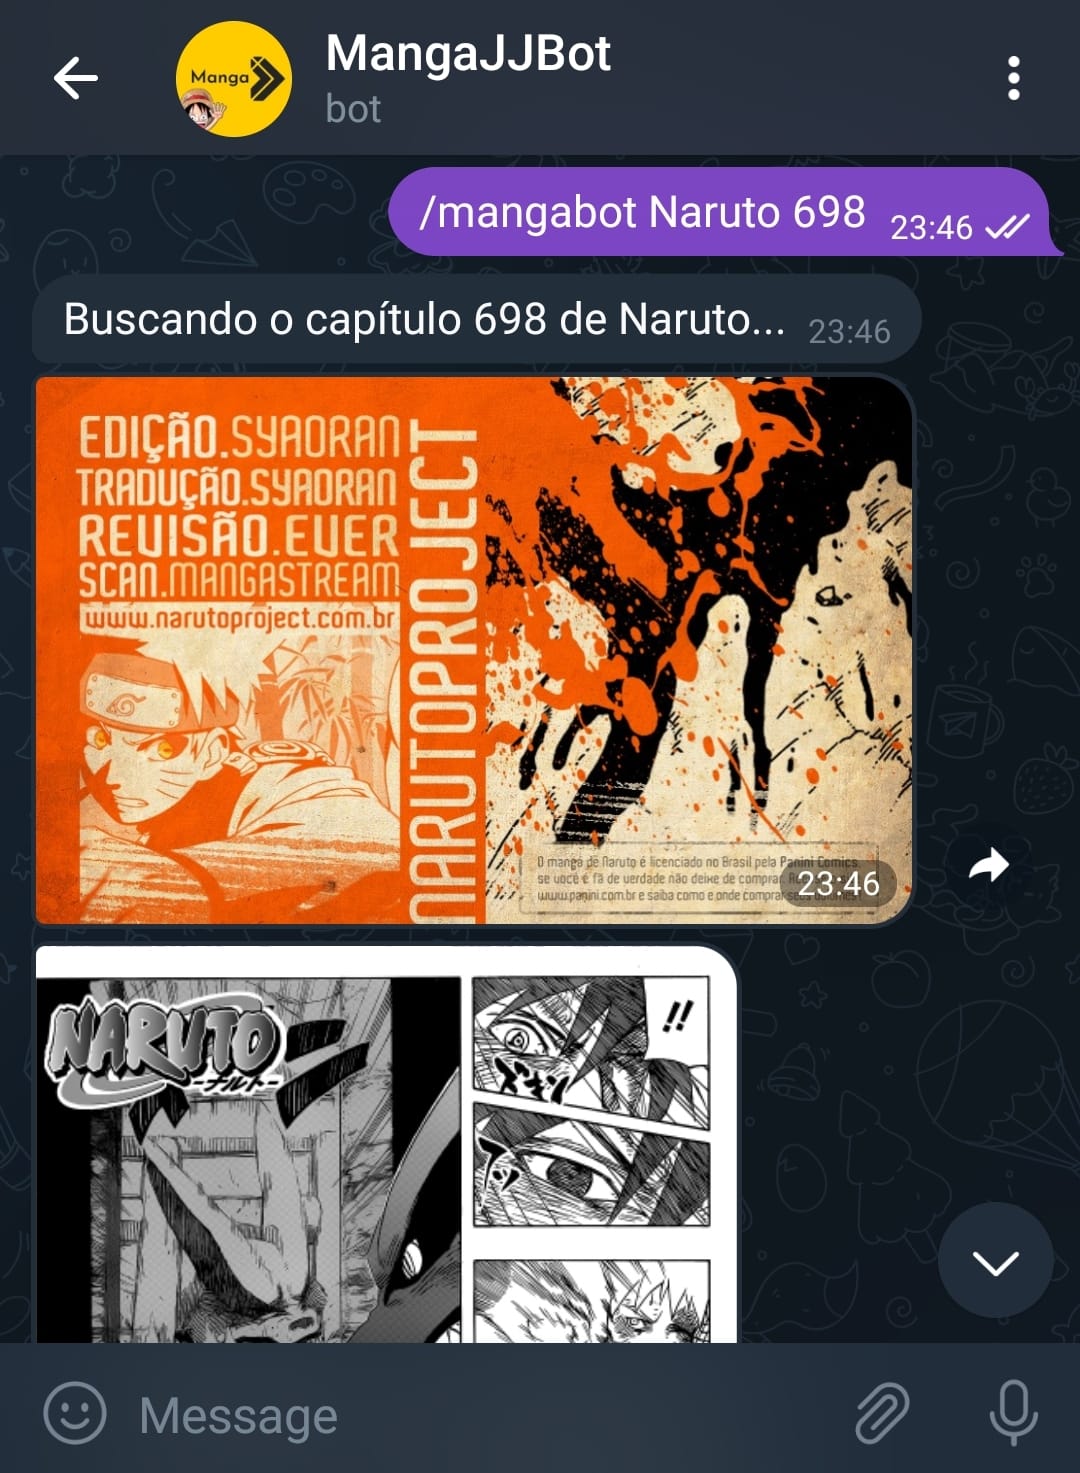 Manga
MangaJJBot
bot
/mangabot Naruto 698 23:46
Buscando o capítulo 698 de Naruto... 23:46
EDIÇÃO.SYAORAN
TRADUÇÃO.SYAORAN
REVISÃO.EVER
SCAN.MANGASTREAM
www.narutoproject.com.br
NARUTOPROJECT
O mangá de Naruto é licenciado no Brasil pela Panini Comics,
se você é fã de verdade não deixe de comprar.
www.panini.com.br e saiba como e onde comprar seus volumes!
23:46
NARUTO
-ナルト-
!!
Message